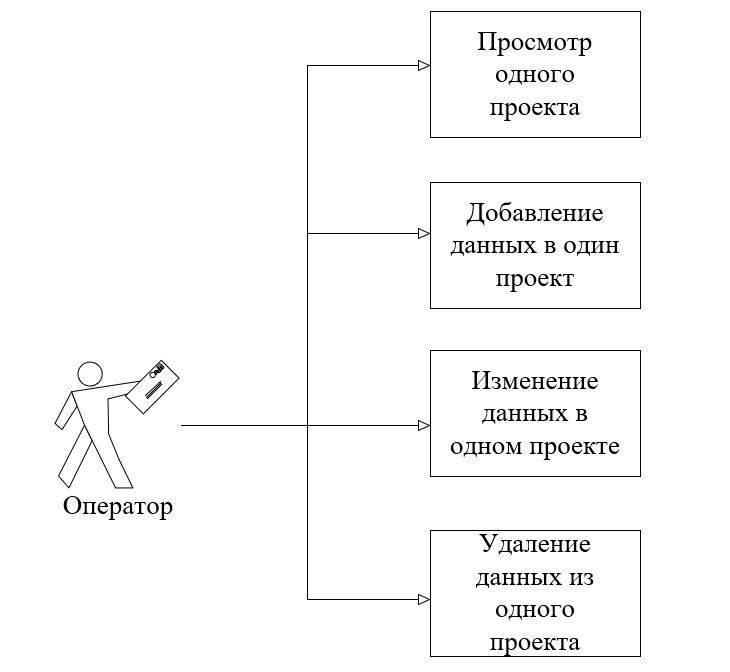 Просмотр
одного
проекта
Добавление
данных в один
проект
Изменение
данных в
одном проекте
Оператор
Удаление
данных из
одного
проекта